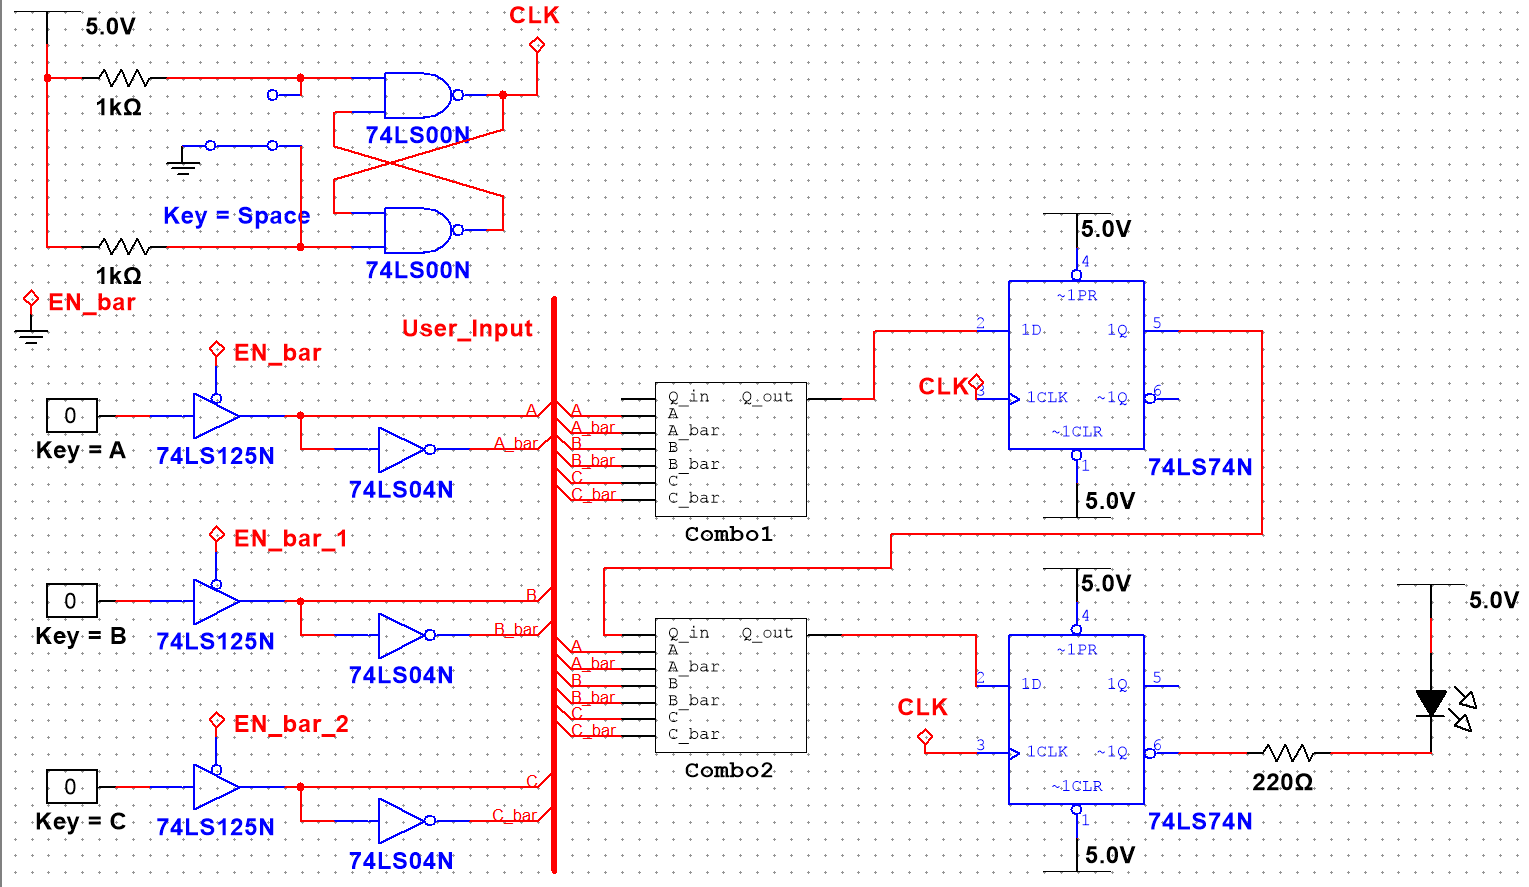 CLK
5.0V
1kΩ
74LS00N
Key = Space
1kΩ
74LS00N
EN_bar
User_Input
EN_bar
0
Key = A
74LS125N
74LS04N
A
A_bar
EN_bar_1
0
Key = B
74LS125N
74LS04N
B
B_bar
EN_bar_2
0
Key = C
74LS125N
74LS04N
C
C_bar
A
A_bar
B
B_bar
C
C_bar
Q_in Q_out
A
A_bar
B
B_bar
C
C_bar
Combo1
5.0V
4
~1PR
2 1D 1Q 5
CLK
3 1CLK ~1Q 6
~1CLR
1
74LS74N
5.0V
A
A_bar
B
B_bar
C
C_bar
Q_in Q_out
A
A_bar
B
B_bar
C
C_bar
Combo2
5.0V
4
~1PR
2 1D 1Q 5
CLK
3 1CLK ~1Q 6
~1CLR
1
74LS74N
5.0V
220Ω
5.0V